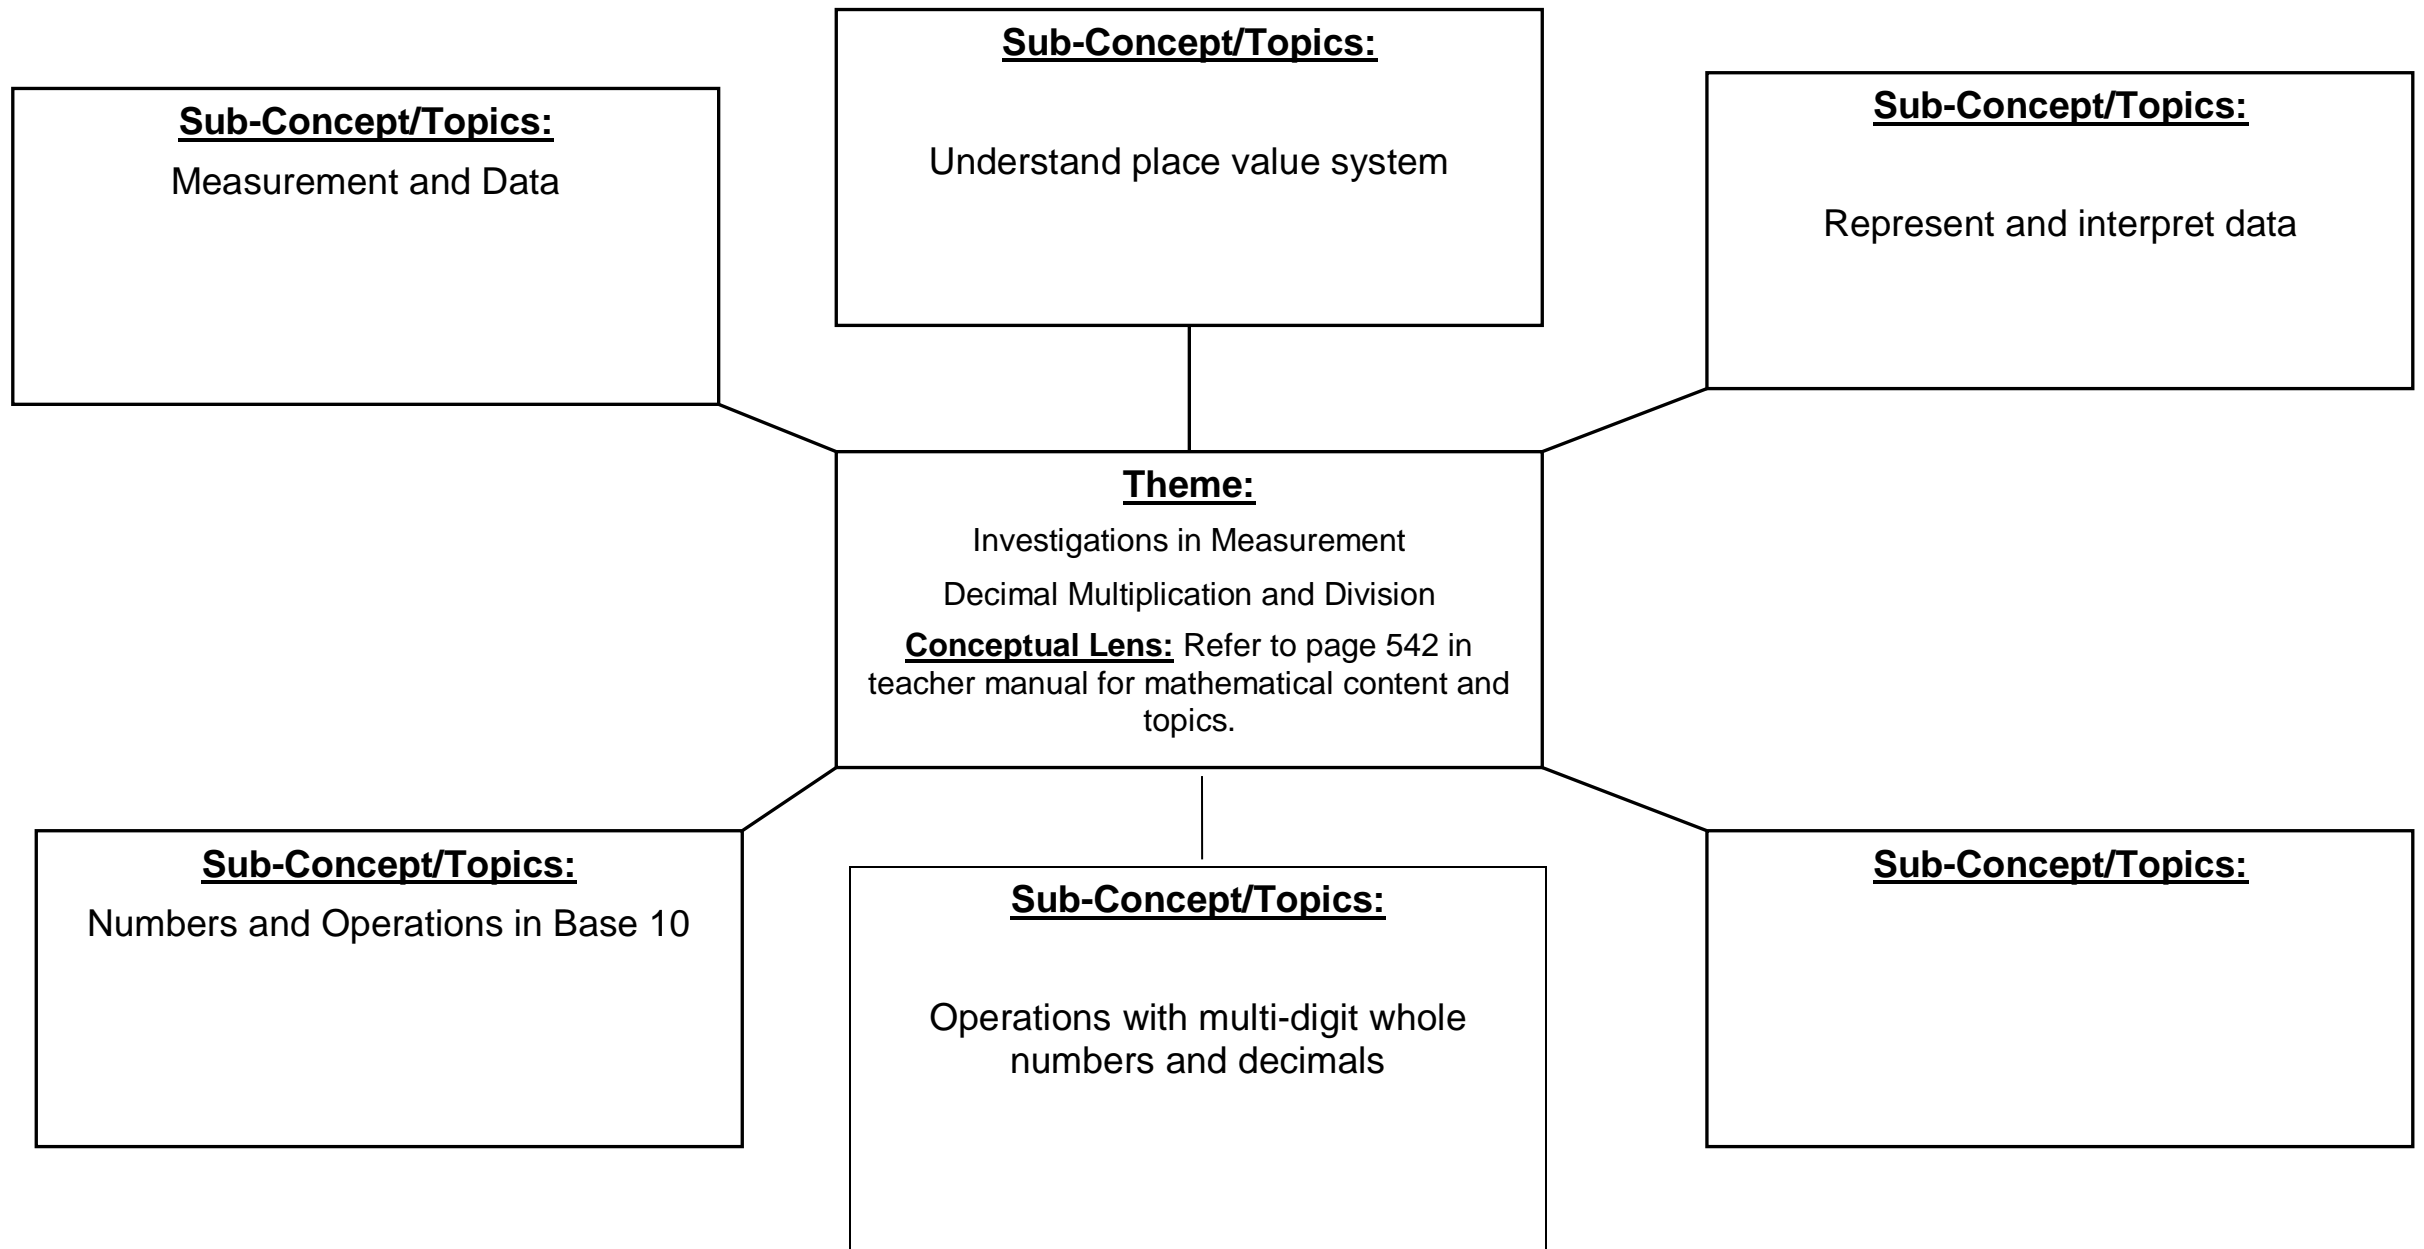 Sub-Concept/Topics:
Measurement and Data
Sub-Concept/Topics:
Understand place value system
Sub-Concept/Topics:
Represent and interpret data
Theme:
Investigations in Measurement
Decimal Multiplication and Division
Conceptual Lens: Refer to page 542 in
teacher manual for mathematical content and
topics.
Sub-Concept/Topics:
Numbers and Operations in Base 10
Sub-Concept/Topics:
Operations with multi-digit whole
numbers and decimals
Sub-Concept/Topics: